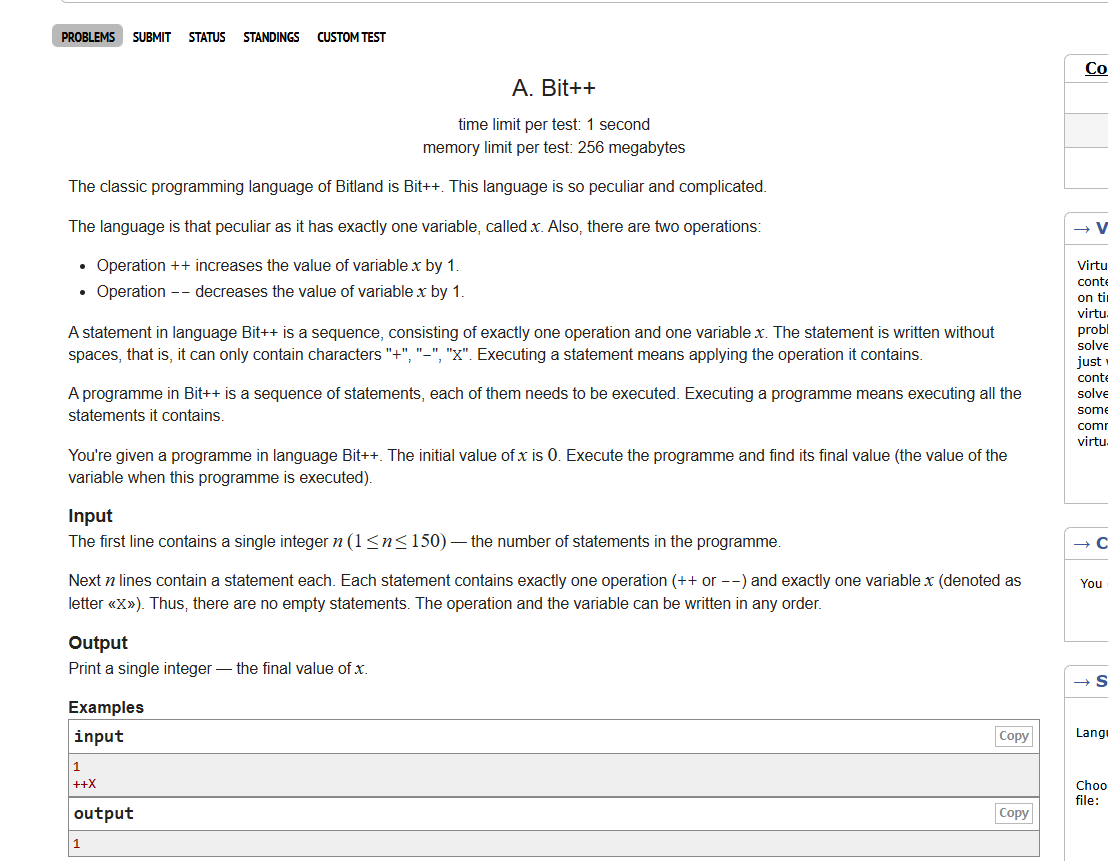 PROBLEMS SUBMIT STATUS STANDINGS CUSTOM TEST
A. Bit++
time limit per test: 1 second
memory limit per test: 256 megabytes
The classic programming language of Bitland is Bit++. This language is so peculiar and complicated.
The language is that peculiar as it has exactly one variable, called x. Also, there are two operations:
• Operation ++ increases the value of variable x by 1.
• Operation -- decreases the value of variable x by 1.
A statement in language Bit++ is a sequence, consisting of exactly one operation and one variable x. The statement is written without
spaces, that is, it can only contain characters "+", "-", "X". Executing a statement means applying the operation it contains.
A programme in Bit++ is a sequence of statements, each of them needs to be executed. Executing a programme means executing all the
statements it contains.
You're given a programme in language Bit++. The initial value of x is 0. Execute the programme and find its final value (the value of the
variable when this programme is executed).
Input
The first line contains a single integer n (1 ≤ n ≤ 150) — the number of statements in the programme.
Next n lines contain a statement each. Each statement contains exactly one operation (++ or --) and exactly one variable x (denoted as
letter «X»). Thus, there are no empty statements. The operation and the variable can be written in any order.
Output
Print a single integer — the final value of x.
Examples
input Copy
1
++X
output Copy
1
Co
→ V
Virtu
conte
on ti
virtu
probl
solve
just
conte
solve
some
comm
virtu
→ C
You
→ S
Langu
Choo
file: